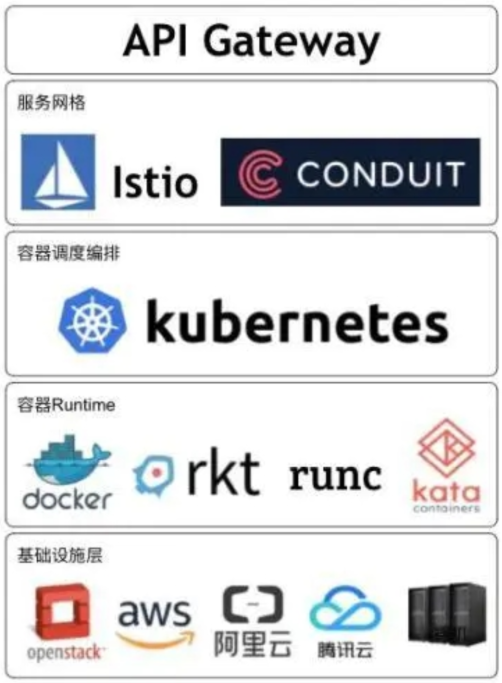 API Gateway
服务网格
Istio
CONDUIT
容器调度编排
kubernetes
容器Runtime
docker
rkt
runc
kata
containers
基础设施层
openstack
aws
阿里云
腾讯云